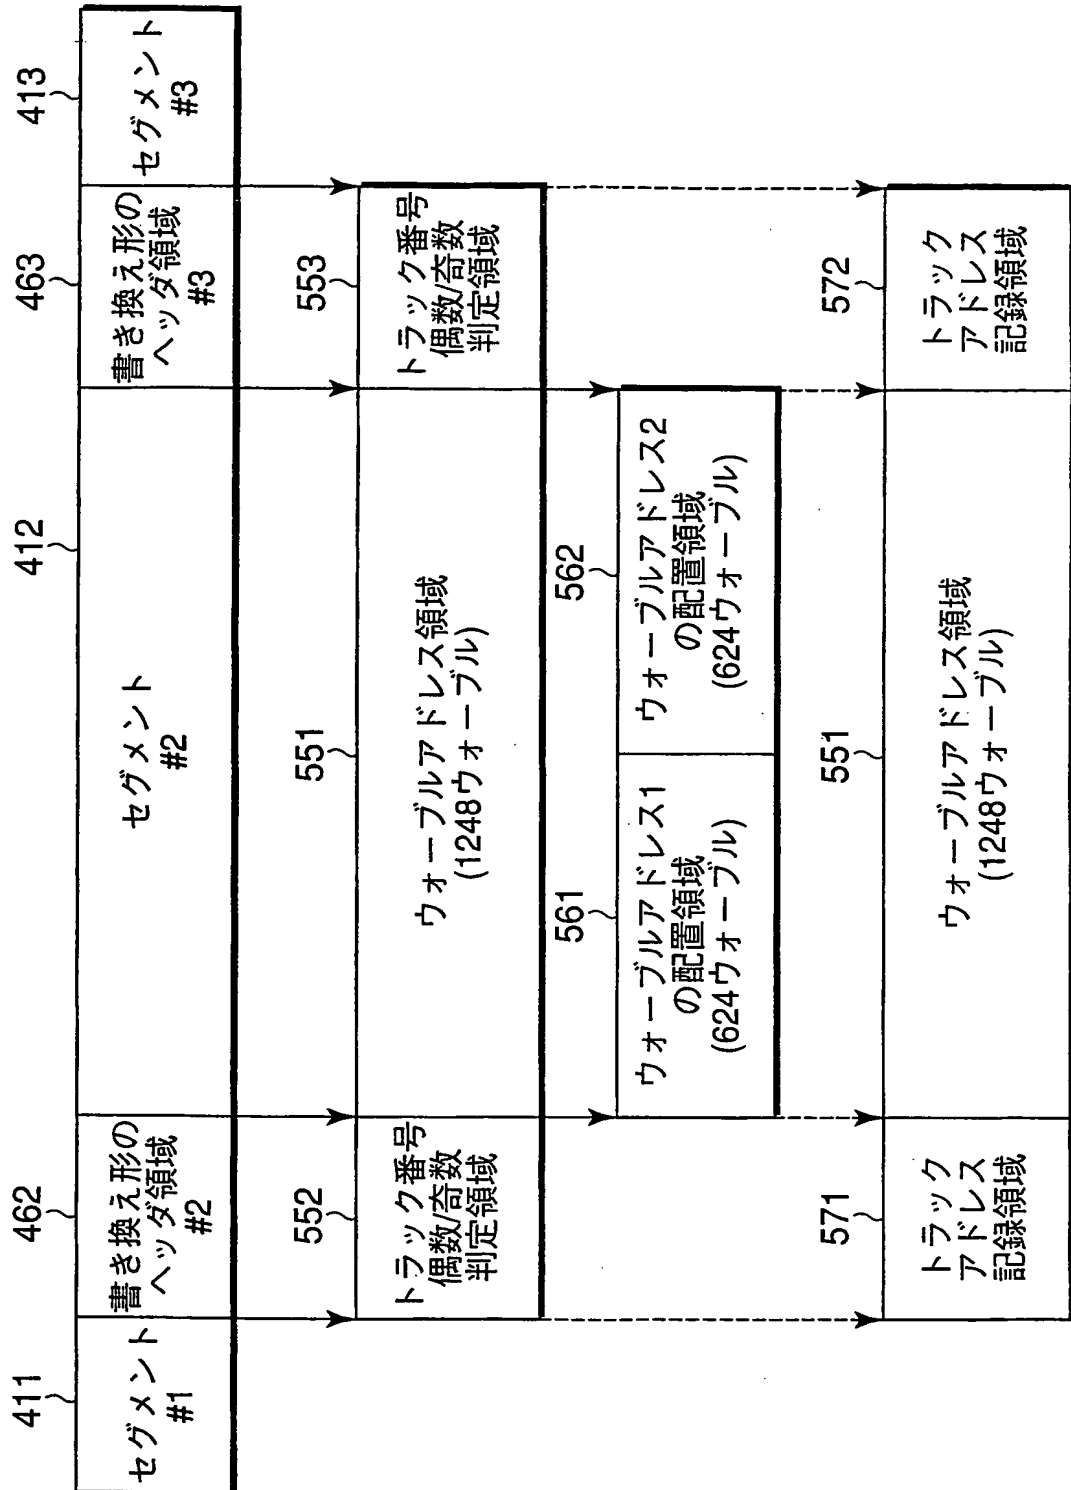 411
462
412
463
413
セグメント
#1
書き換え形の
ヘッダ領域
#2
セグメント
#2
書き換え形の
ヘッダ領域
#3
セグメント
#3
552
551
553
トラック番号
偶数/奇数
判定領域
ウォーブルアドレス領域
(1248ウォーブル)
トラック番号
偶数/奇数
判定領域
561
562
ウォーブルアドレス1
の配置領域
(624ウォーブル)
ウォーブルアドレス2
の配置領域
(624ウォーブル)
571
551
572
トラック
アドレス
記録領域
ウォーブルアドレス領域
(1248ウォーブル)
トラック
アドレス
記録領域